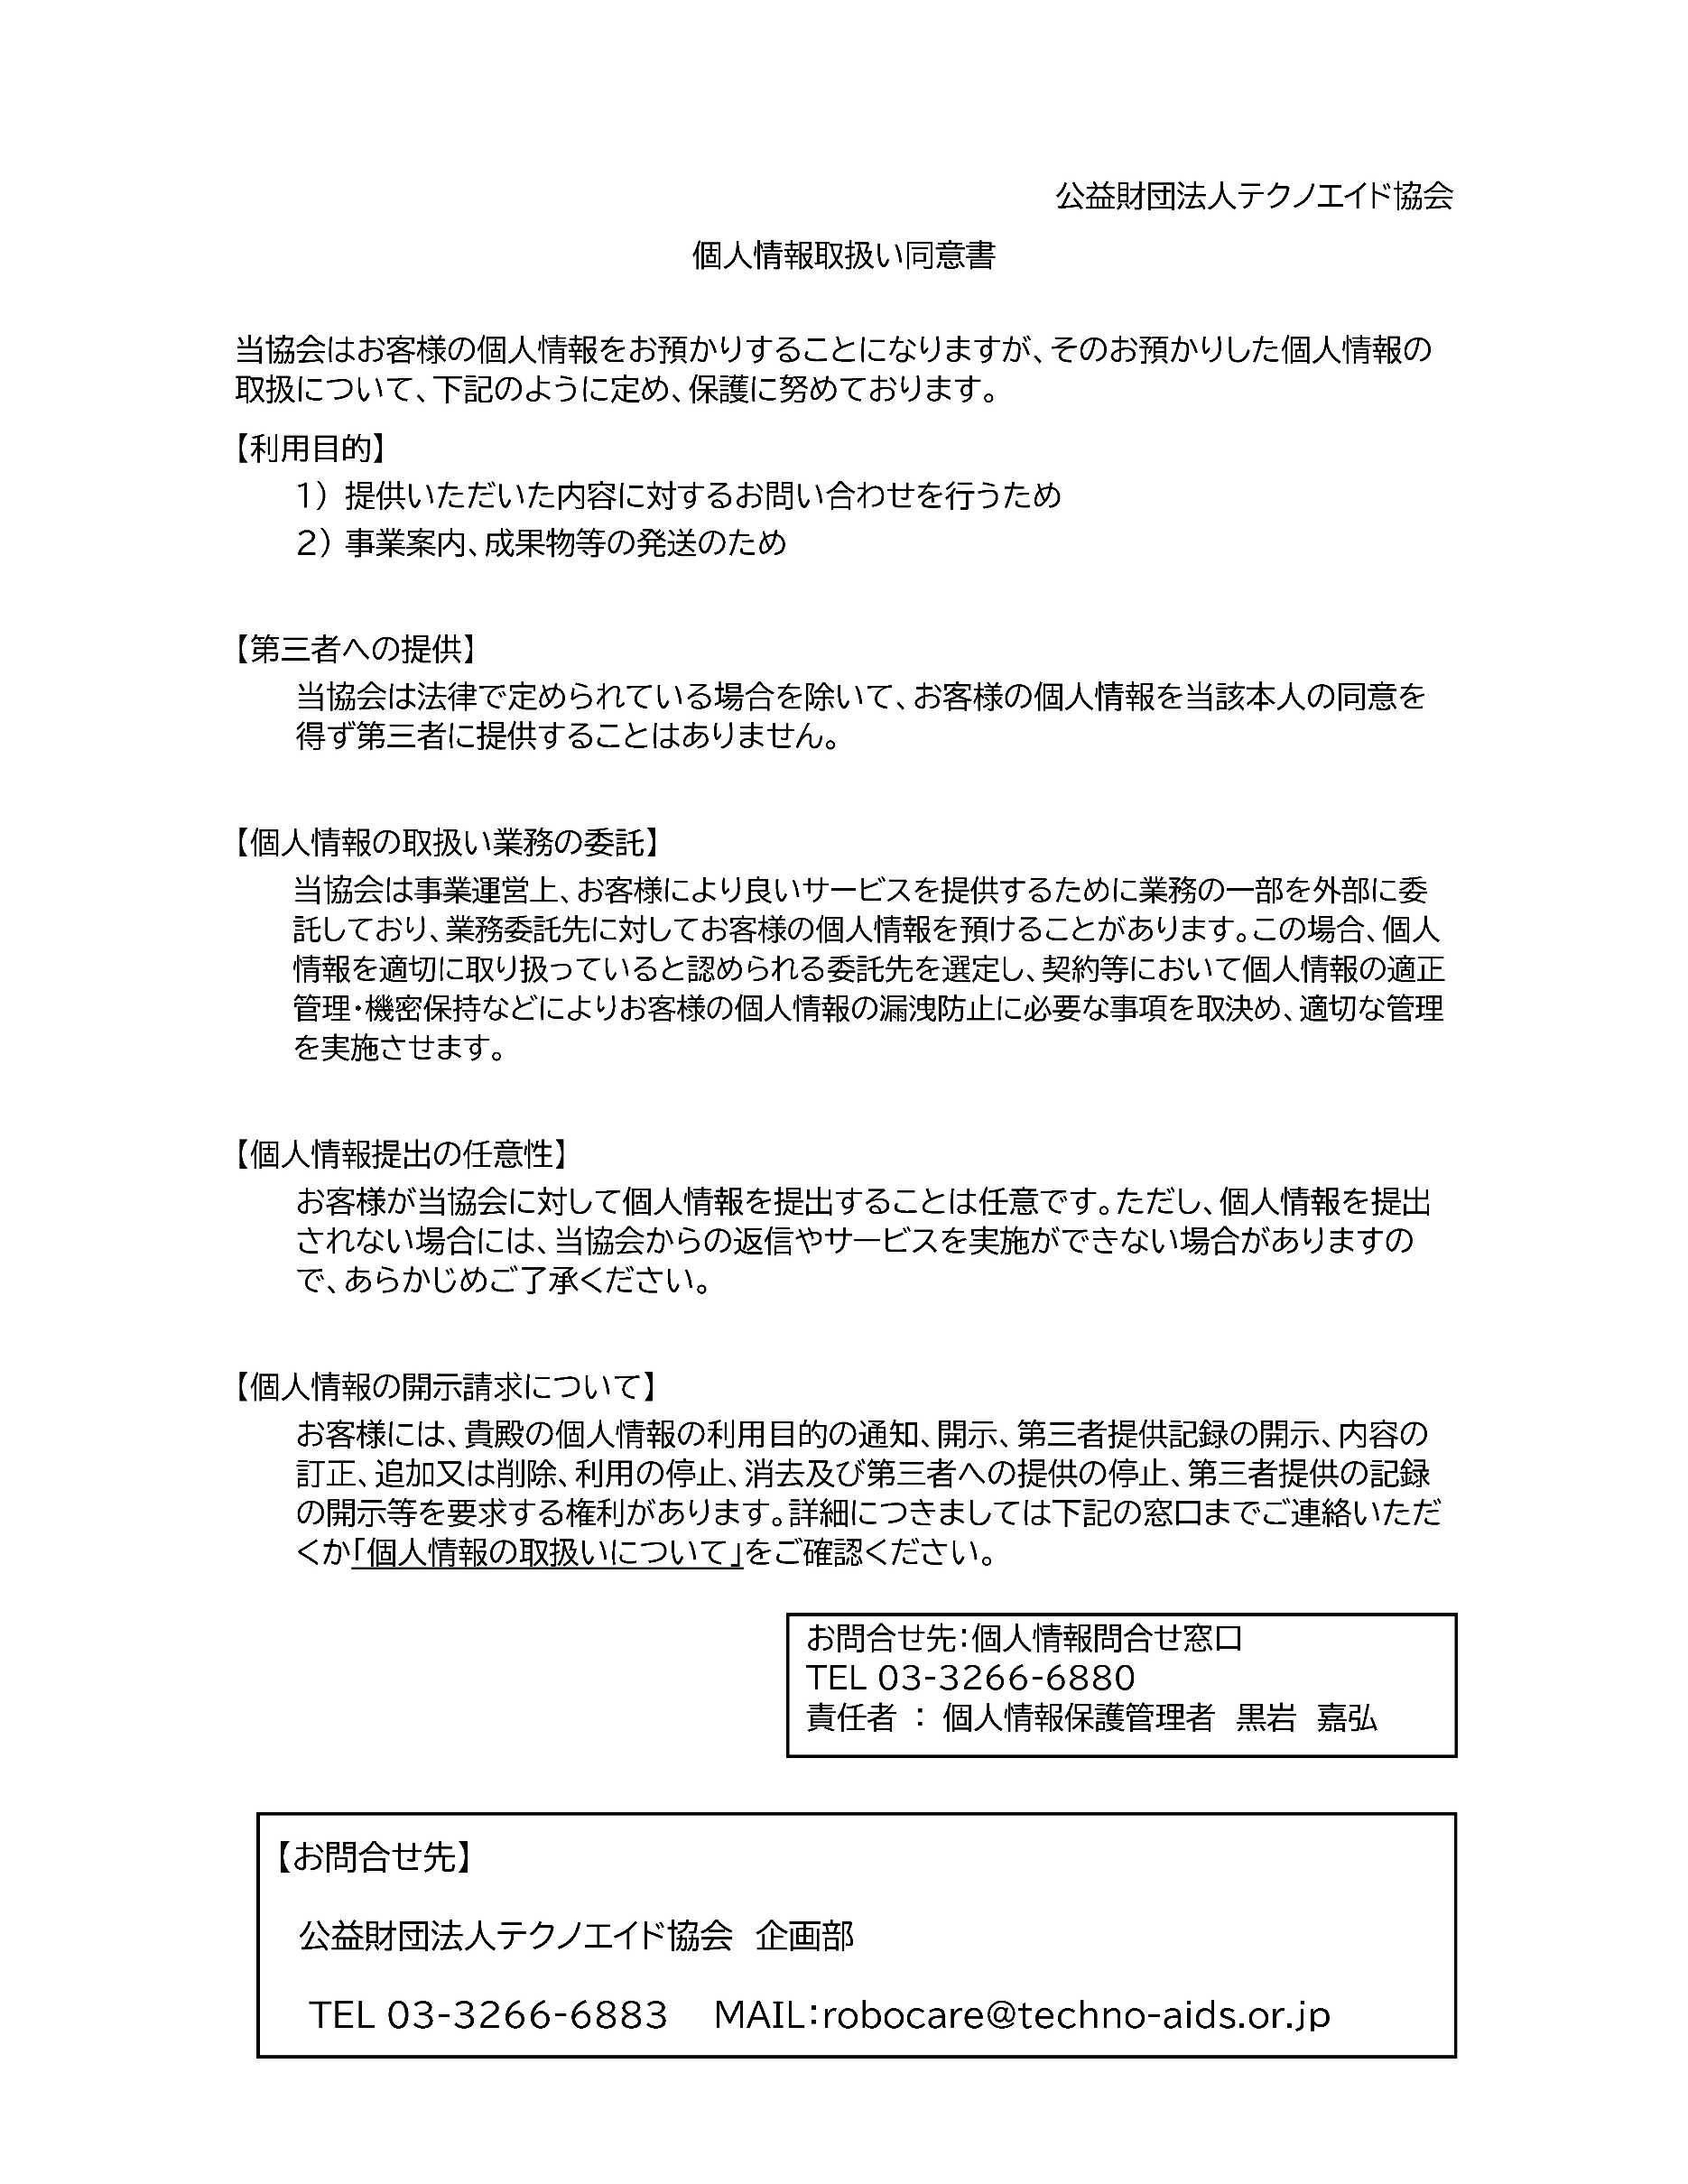 公益財団法人テクノエイド協会
個人情報取扱い同意書
当協会はお客様の個人情報をお預かりすることになりますが、そのお預かりした個人情報の
取扱について、下記のように定め、保護に努めております。
【利用目的】
1） 提供いただいた内容に対するお問い合わせを行うため
2） 事業案内、成果物等の発送のため
【第三者への提供】
当協会は法律で定められている場合を除いて、お客様の個人情報を当該本人の同意を
得ず第三者に提供することはありません。
【個人情報の取扱い業務の委託】
当協会は事業運営上、お客様により良いサービスを提供するために業務の一部を外部に委
託しており、業務委託先に対してお客様の個人情報を預けることがあります。この場合、個人
情報を適切に取り扱っていると認められる委託先を選定し、契約等において個人情報の適正
管理・機密保持などによりお客様の個人情報の漏洩防止に必要な事項を取決め、適切な管理
を実施させます。
【個人情報提出の任意性】
お客様が当協会に対して個人情報を提出することは任意です。ただし、個人情報を提出
されない場合には、当協会からの返信やサービスを実施ができない場合がありますの
で、あらかじめご了承ください。
【個人情報の開示請求について】
お客様には、貴殿の個人情報の利用目的の通知、開示、第三者提供記録の開示、内容の
訂正、追加又は削除、利用の停止、消去及び第三者への提供の停止、第三者提供の記録
の開示等を要求する権利があります。詳細につきましては下記の窓口までご連絡いただ
くか「個人情報の取扱いについて」をご確認ください。
お問合せ先：個人情報問合せ窓口
TEL 03-3266-6880
責任者 ： 個人情報保護管理者　黒岩　嘉弘
【お問合せ先】
公益財団法人テクノエイド協会　企画部
TEL 03-3266-6883　MAIL：robocare@techno-aids.or.jp